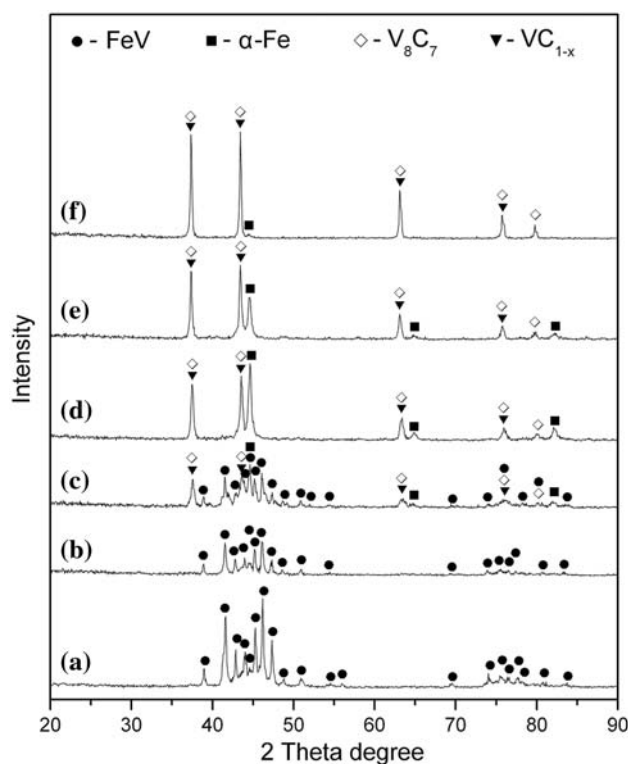 ● - FeV ■ - α-Fe ◇ - V₈C₇ ▼ - VC₁₋ₓ
(f)
(e)
(d)
(c)
(b)
(a)
Intensity
20 30 40 50 60 70 80 90
2 Theta degree